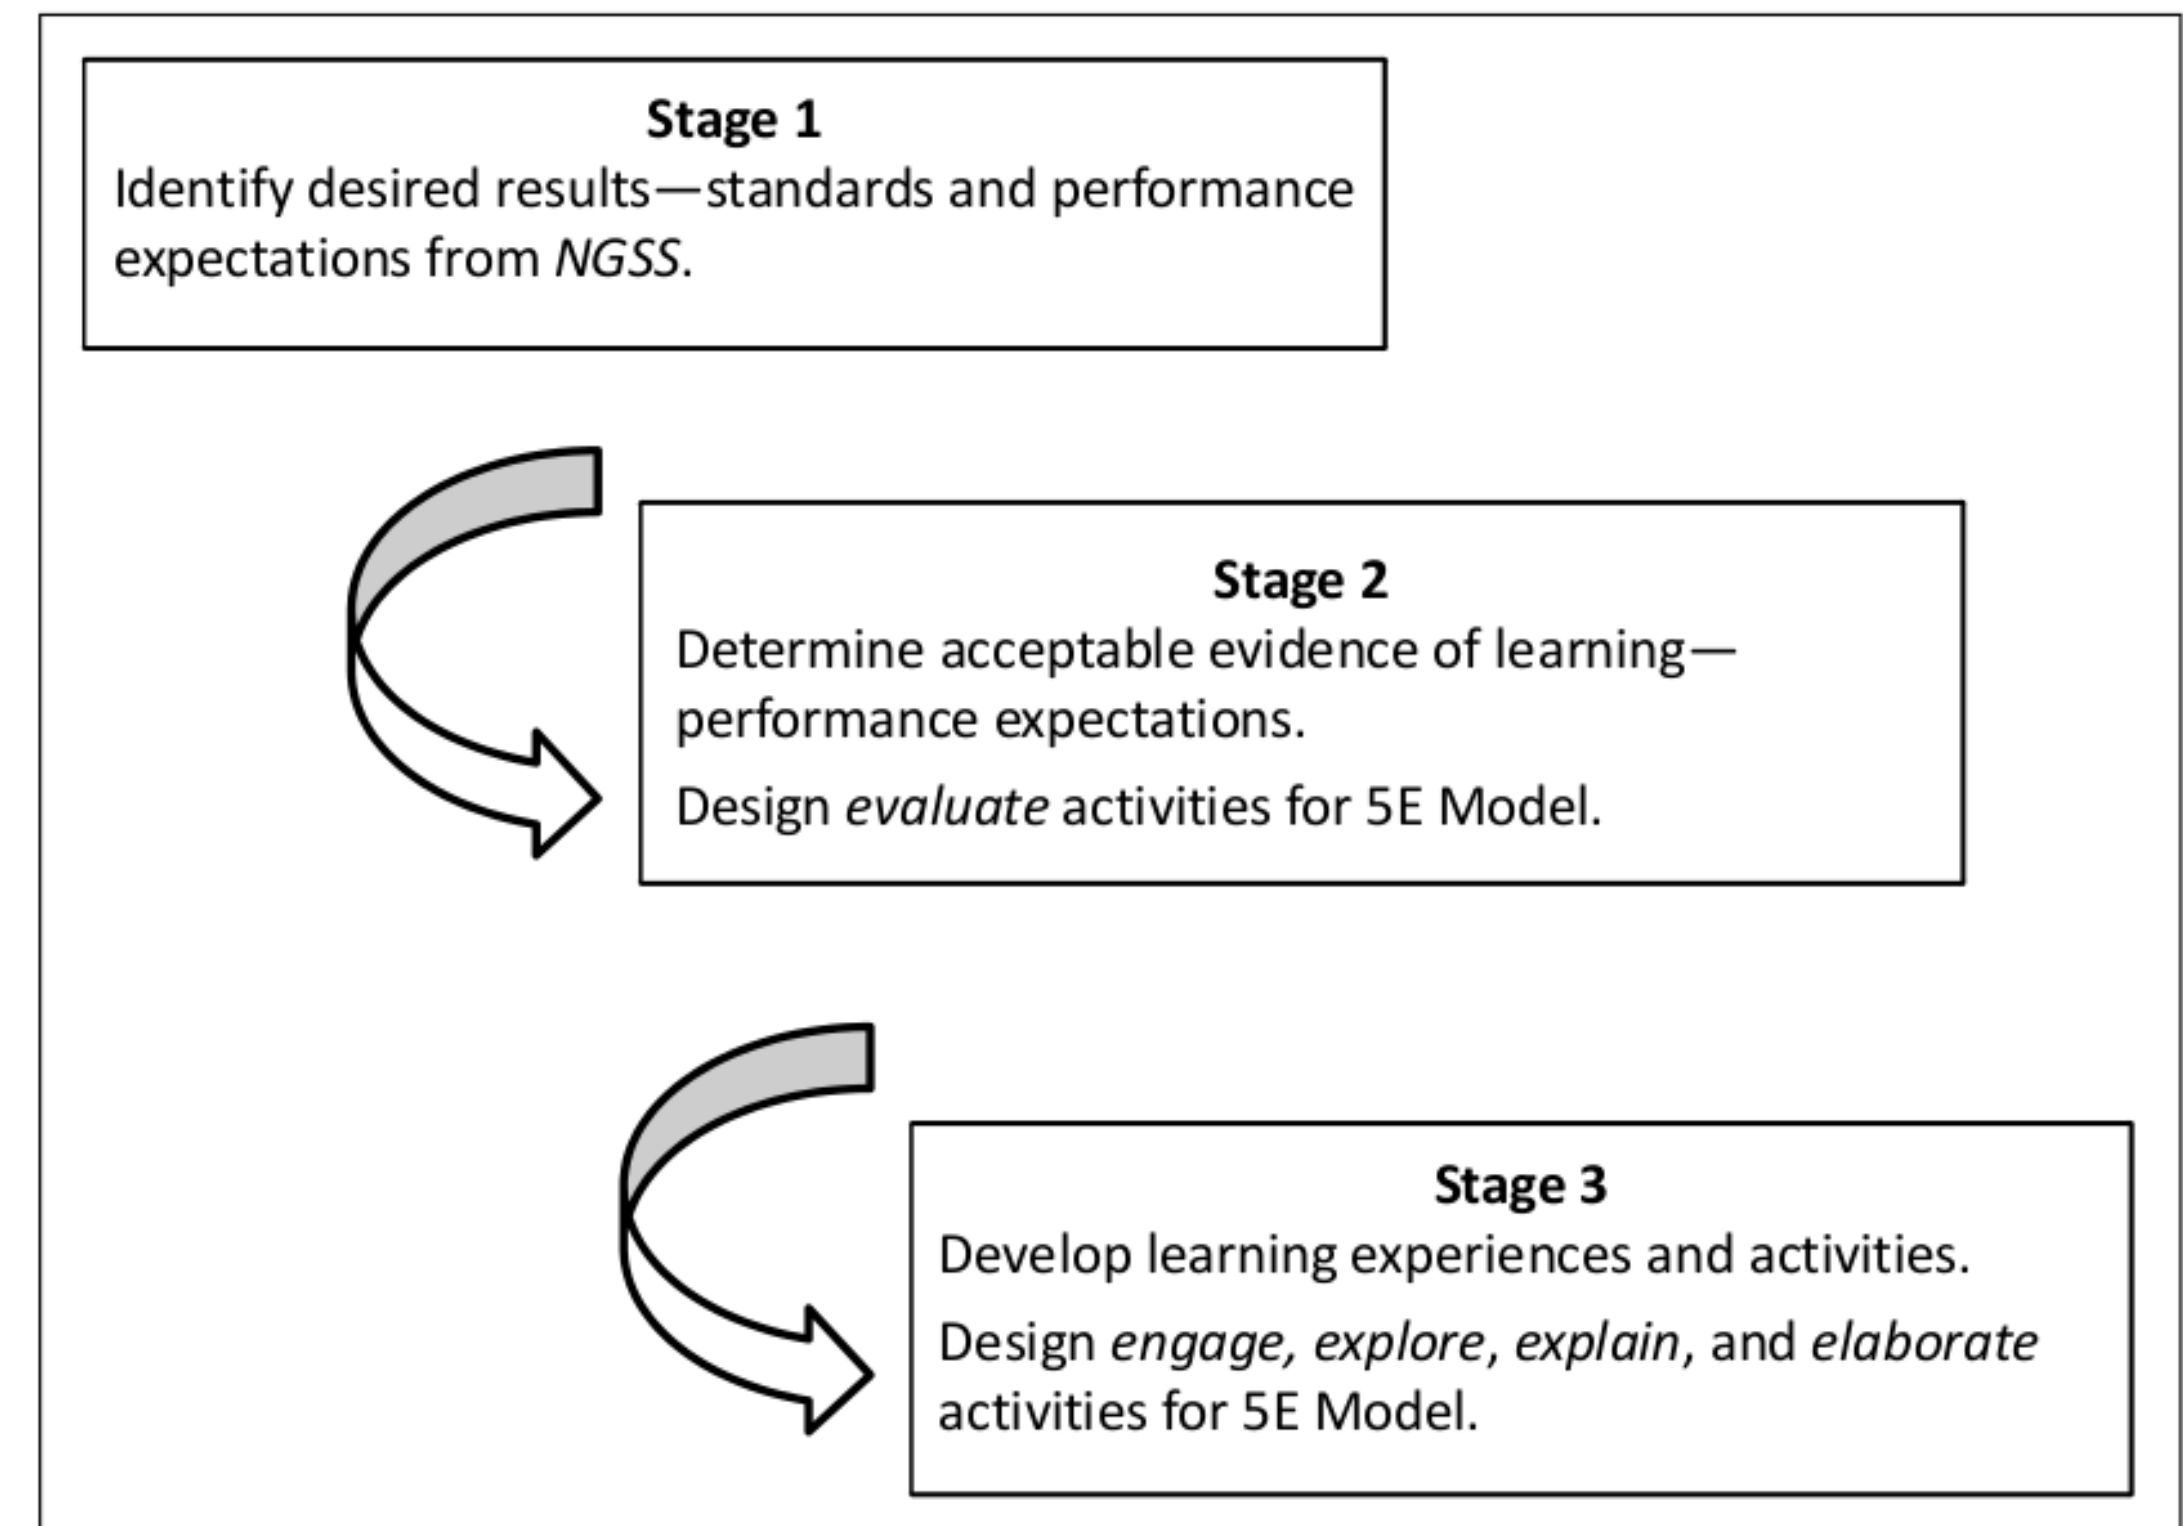 Stage 1
Identify desired results—standards and performance
expectations from NGSS.
Stage 2
Determine acceptable evidence of learning—
performance expectations.
Design evaluate activities for 5E Model.
Stage 3
Develop learning experiences and activities.
Design engage, explore, explain, and elaborate
activities for 5E Model.